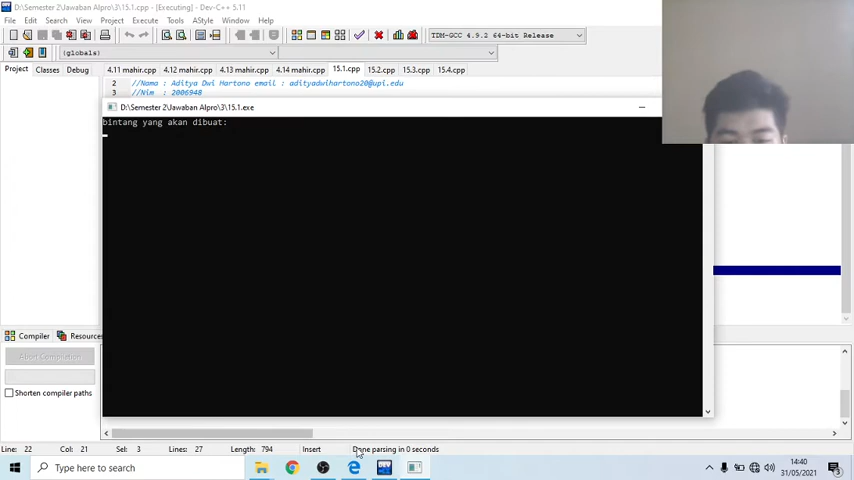 D:\Semester 2\Jawaban Alpro\3\15.1.cpp - [Executing] - Dev-C++ 5.11
File Edit Search View Project Execute Tools AStyle Window Help
TDM-GCC 4.9.2 64-bit Release
(globals)
Project Classes Debug 4.11 mahir.cpp 4.12 mahir.cpp 4.13 mahir.cpp 4.14 mahir.cpp 15.1.cpp 15.2.cpp 15.3.cpp 15.4.cpp
2 //Nama : Aditya Dwi Hartono email : adityadwihartono20@upi.edu
3 //Nim : 2006948
D:\Semester 2\Jawaban Alpro\3\15.1.exe
bintang yang akan dibuat:
Compiler Resources
Abort Compilation
Shorten compiler paths
Line: 22 Col: 21 Sel: 3 Lines: 27 Length: 794 Insert Done parsing in 0 seconds
Type here to search
14:40
31/05/2021
3